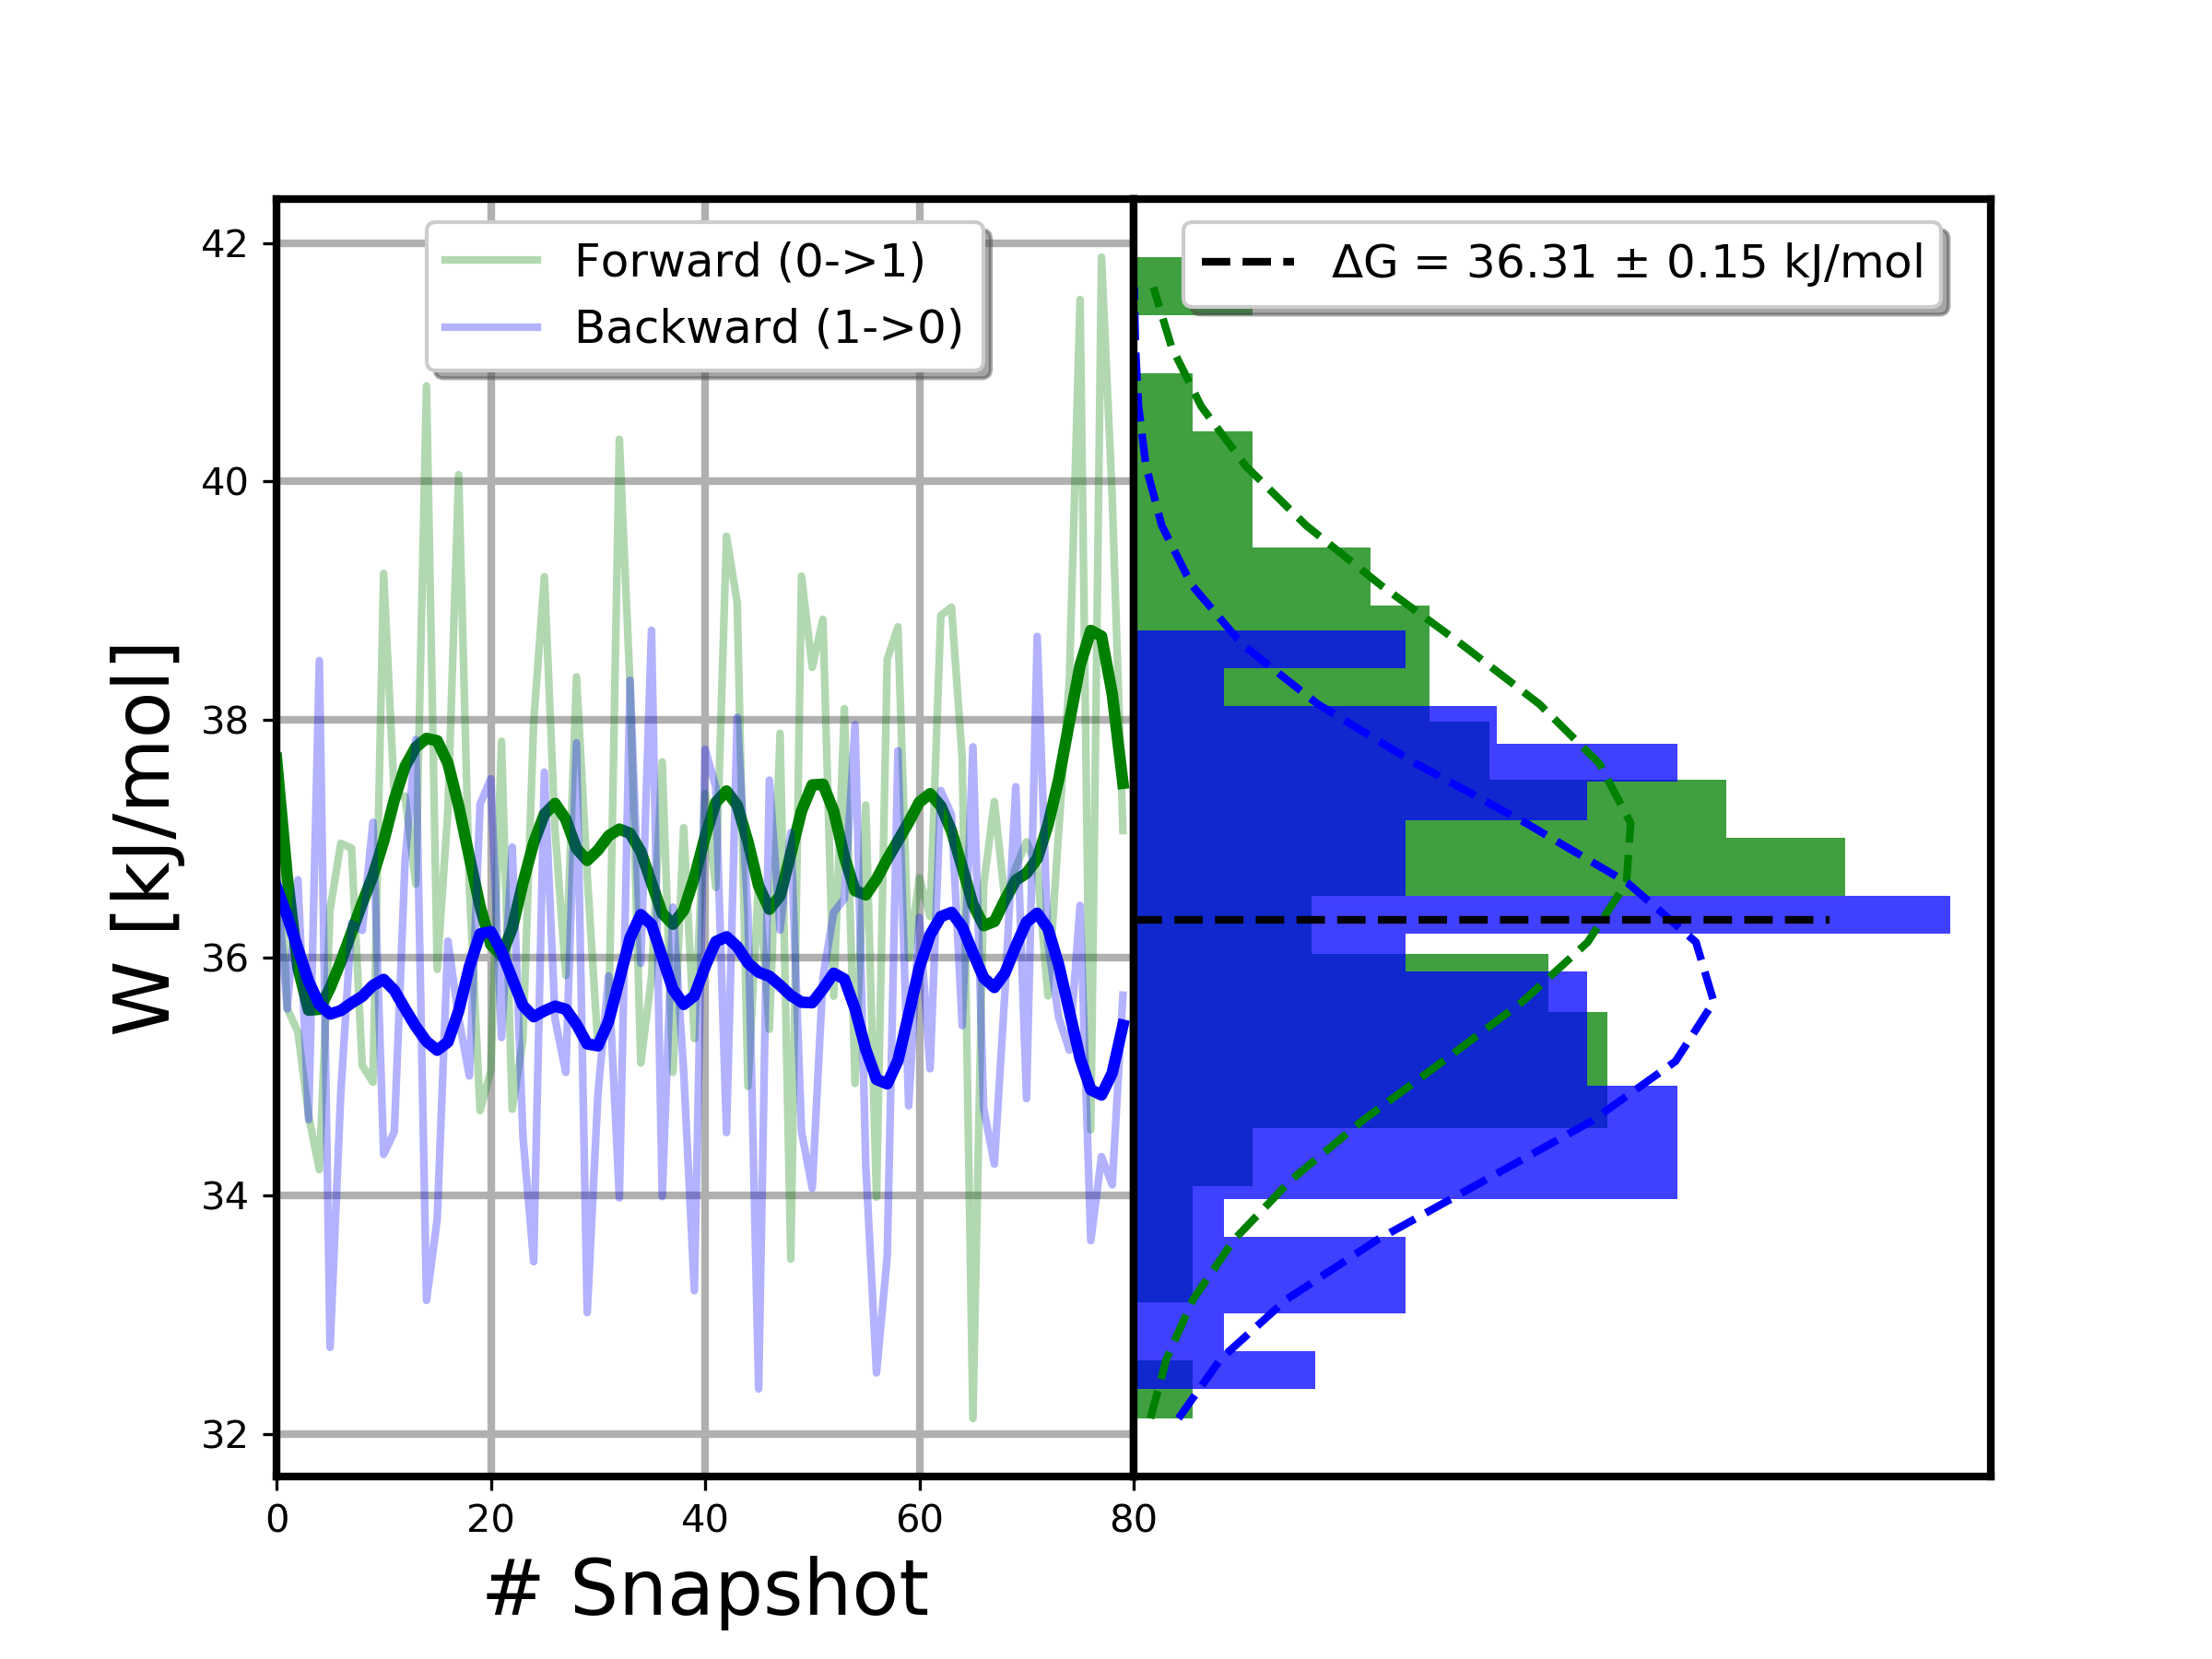 Forward (0->1)
Backward (1->0)
ΔG = 36.31 ± 0.15 kJ/mol
W [kJ/mol]
42
40
38
36
34
32
0 20 40 60 80
# Snapshot